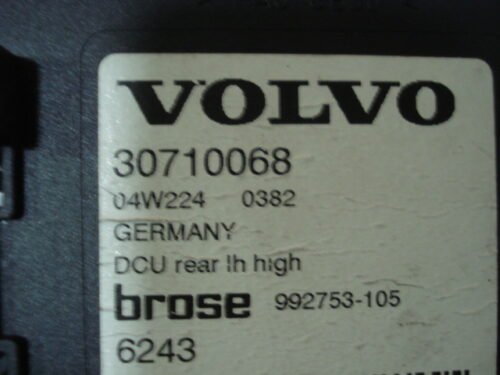 VOLVO
30710068
04W224 0382
GERMANY
DCU rear lh high
brose 992753-105
6243